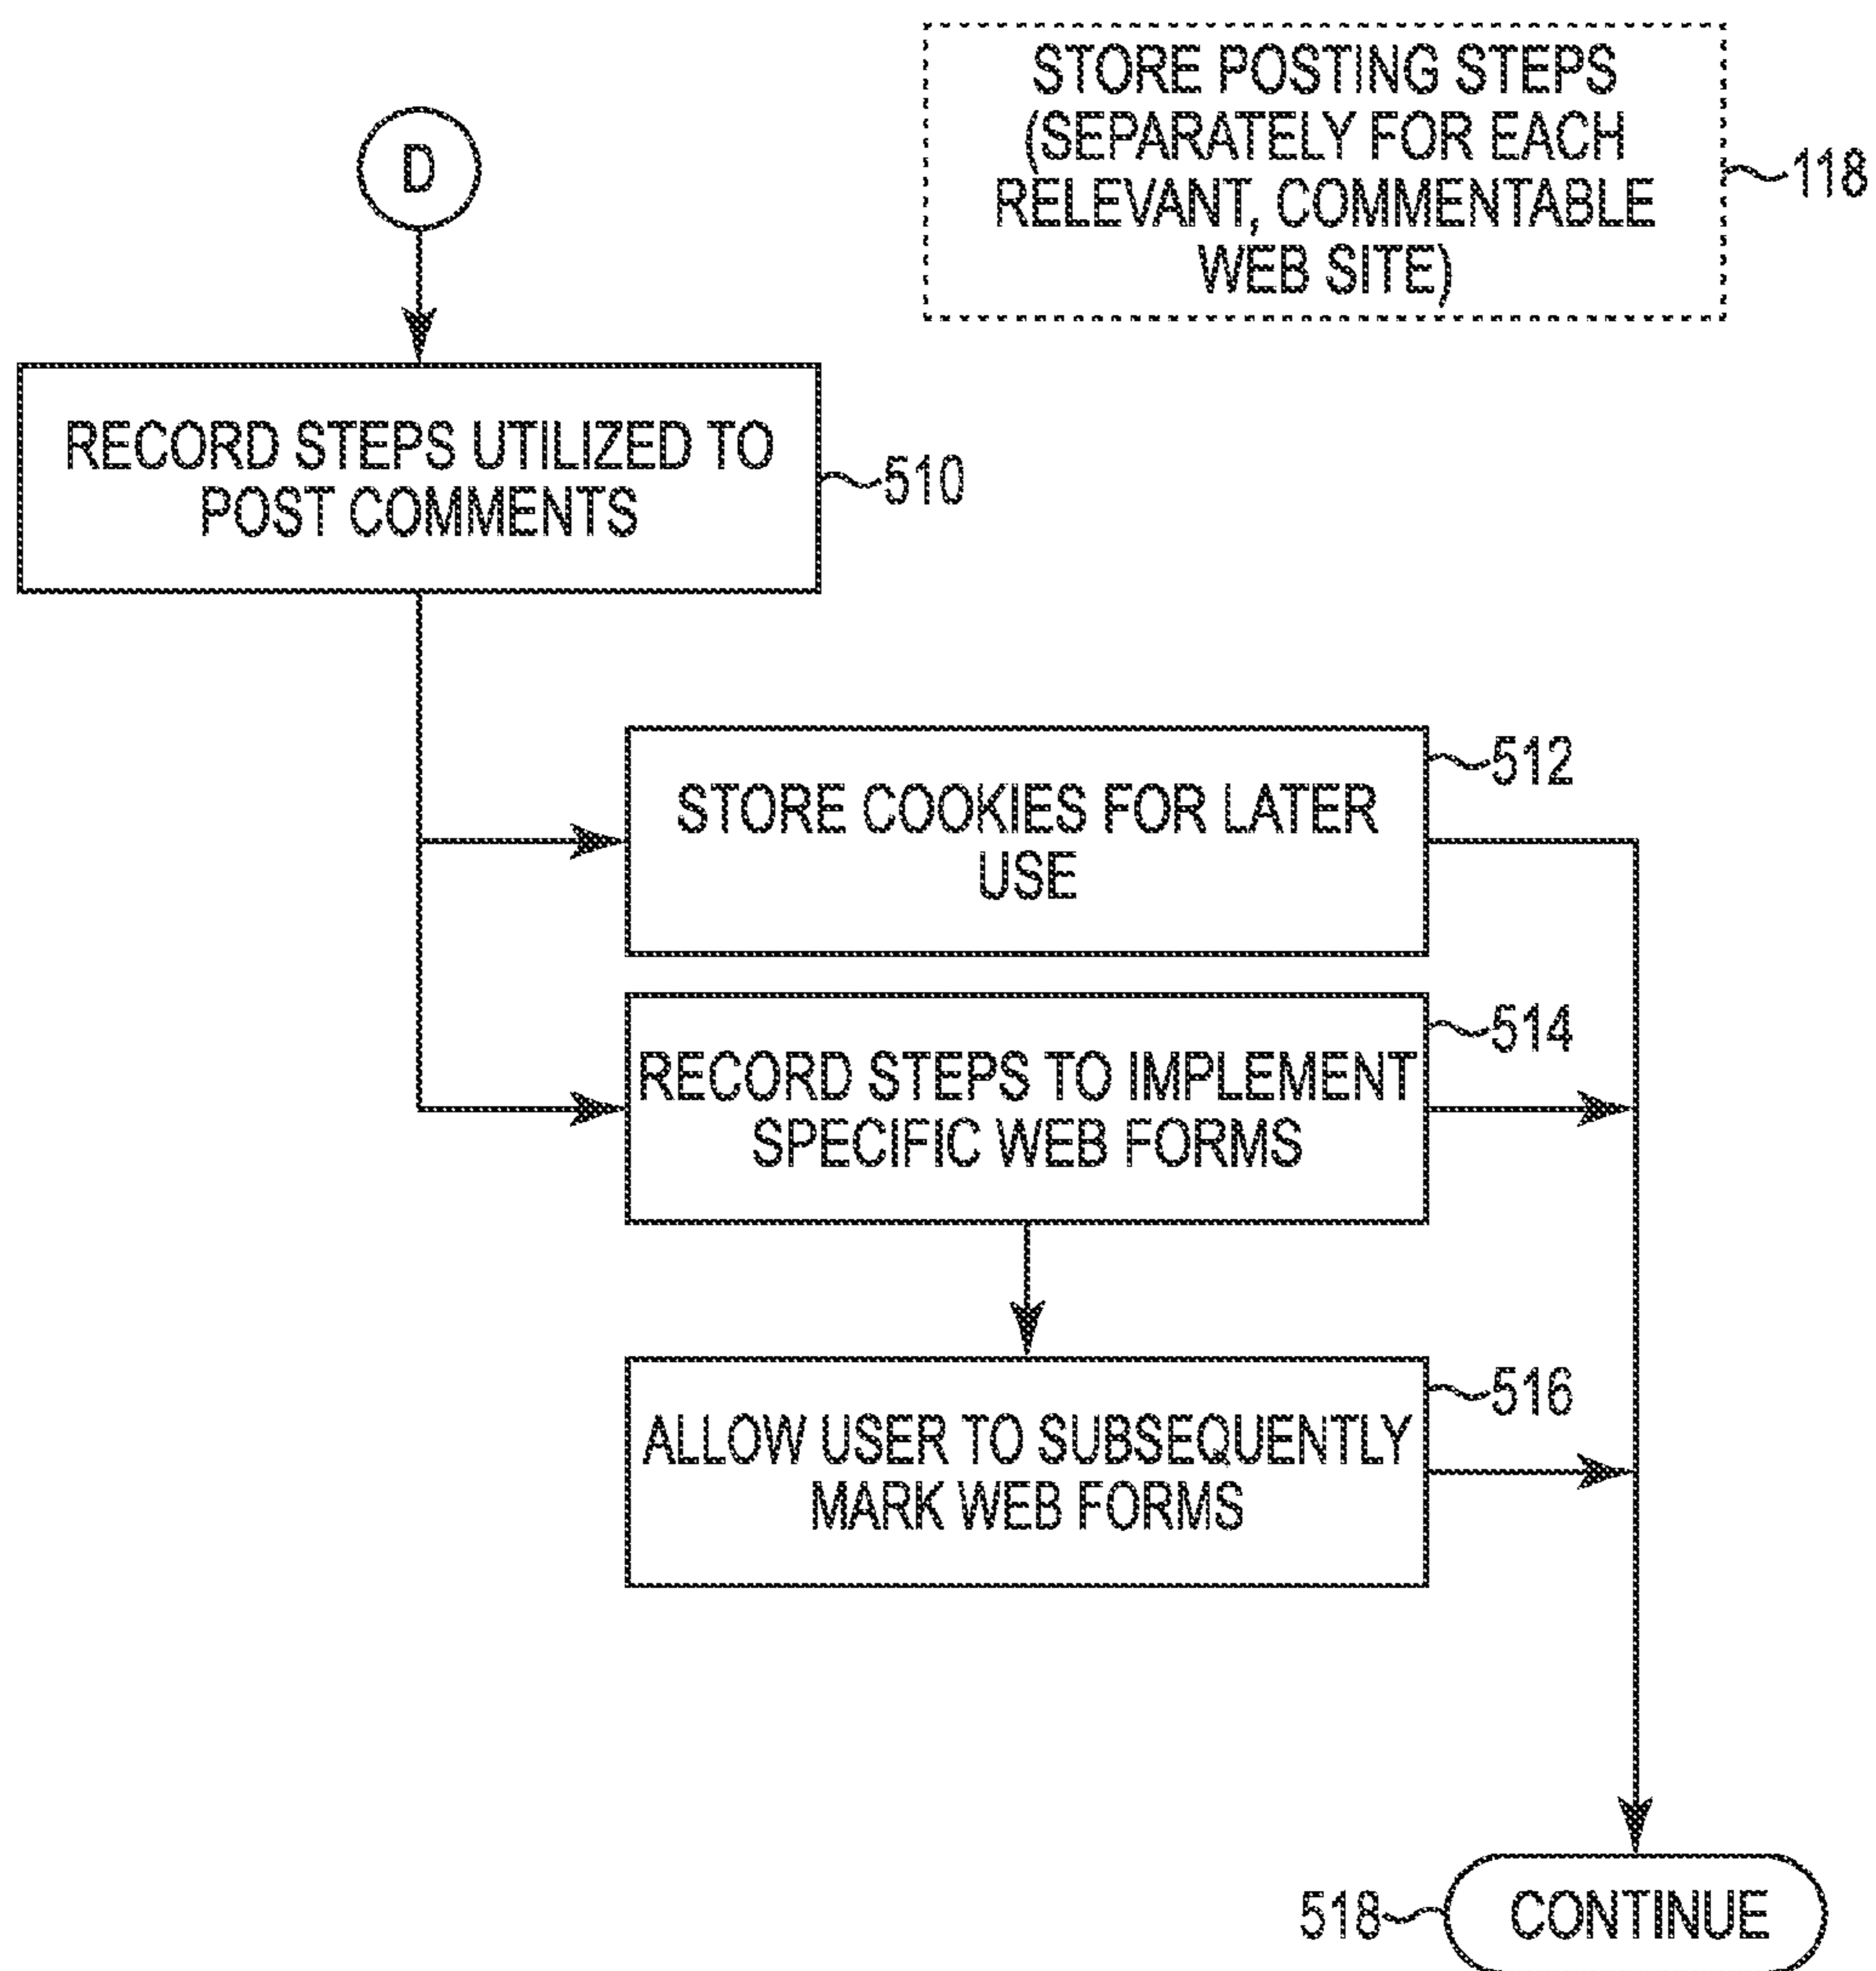 STORE POSTING STEPS
(SEPARATELY FOR EACH
RELEVANT, COMMENTABLE
WEB SITE)
118
D
RECORD STEPS UTILIZED TO
POST COMMENTS
510
STORE COOKIES FOR LATER
USE
512
RECORD STEPS TO IMPLEMENT
SPECIFIC WEB FORMS
514
ALLOW USER TO SUBSEQUENTLY
MARK WEB FORMS
516
518
CONTINUE